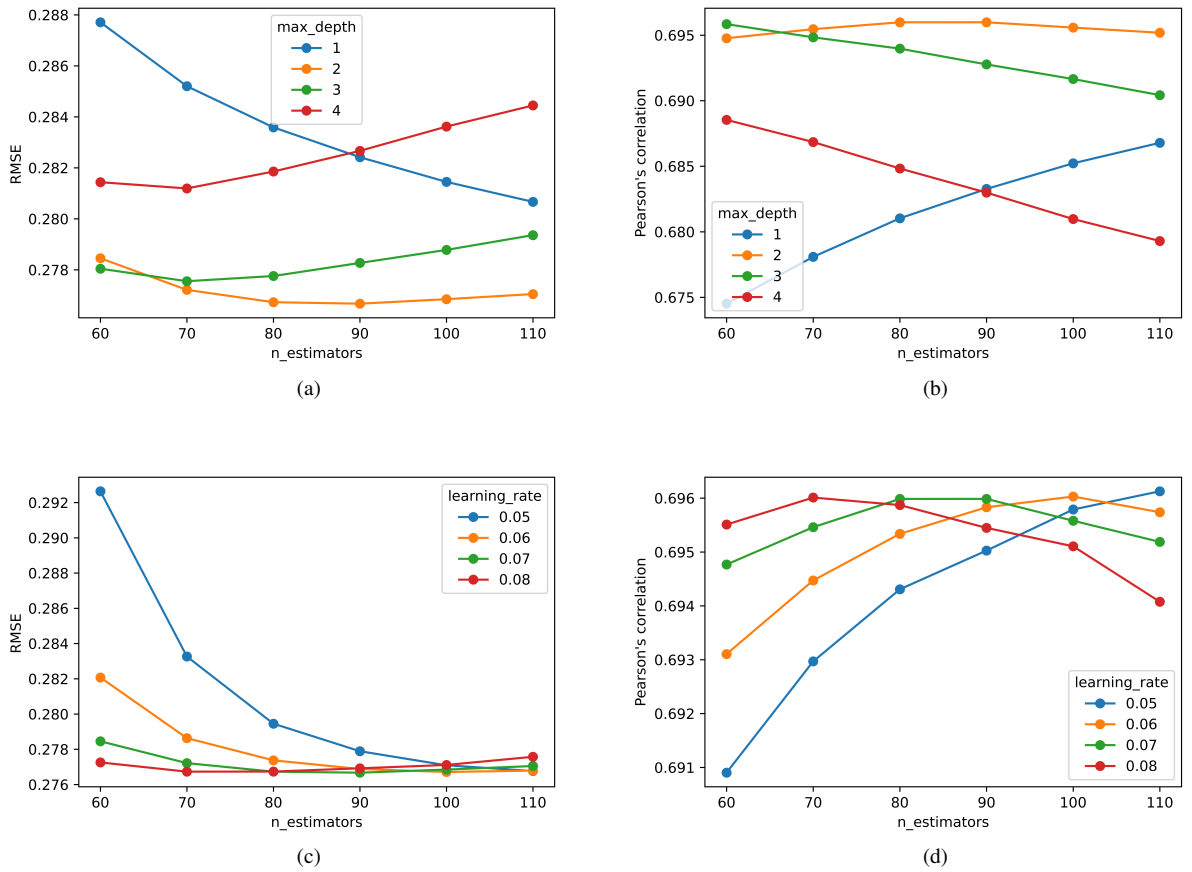 0.288
0.286
0.284
0.282
0.280
0.278
RMSE
max_depth
1
2
3
4
60 70 80 90 100 110
n_estimators
(a)
0.695
0.690
0.685
0.680
0.675
Pearson's correlation
max_depth
1
2
3
4
60 70 80 90 100 110
n_estimators
(b)
0.292
0.290
0.288
0.286
0.284
0.282
0.280
0.278
0.276
RMSE
learning_rate
0.05
0.06
0.07
0.08
60 70 80 90 100 110
n_estimators
(c)
0.696
0.695
0.694
0.693
0.692
0.691
Pearson's correlation
learning_rate
0.05
0.06
0.07
0.08
60 70 80 90 100 110
n_estimators
(d)